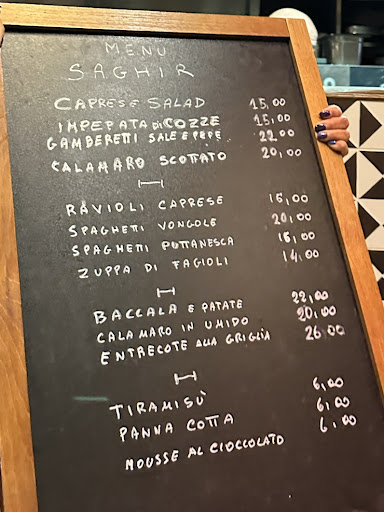 MENU
SAGHIR
CAPRESE SALAD 15,00
IMPEPATA di COZZE 15,00
GAMBERETTI SALE E PEPE 22,00
CALAMARO SCOTTATO 20,00
RAVIOLI CAPRESE 15,00
SPAGHETTI VONGOLE 20,00
SPAGHETTI PUTTANESCA 15,00
ZUPPA DI FAGIOLI 14,00
BACCALA E PATATE 22,00
CALAMARO IN UMIDO 20,00
ENTRECOTE ALLA GRIGLIA 26,00
TIRAMISÙ 6,00
PANNA COTTA 6,00
MOUSSE AL CIOCCOLATO 6,00